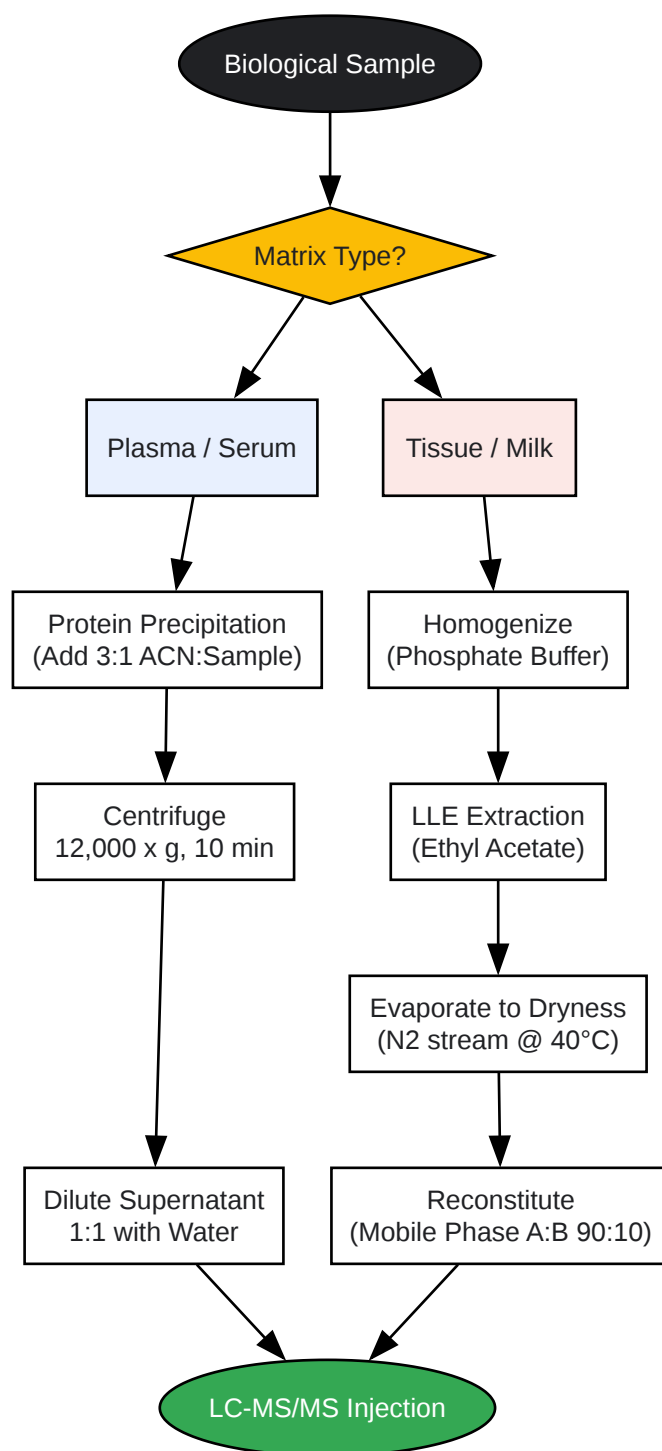 Biological Sample
Matrix Type?
Plasma / Serum
Tissue / Milk
Protein Precipitation
(Add 3:1 ACN:Sample)
Homogenize
(Phosphate Buffer)
Centrifuge
12,000 x g, 10 min
LLE Extraction
(Ethyl Acetate)
Evaporate to Dryness
(N2 stream @ 40°C)
Dilute Supernatant
1:1 with Water
Reconstitute
(Mobile Phase A:B 90:10)
LC-MS/MS Injection